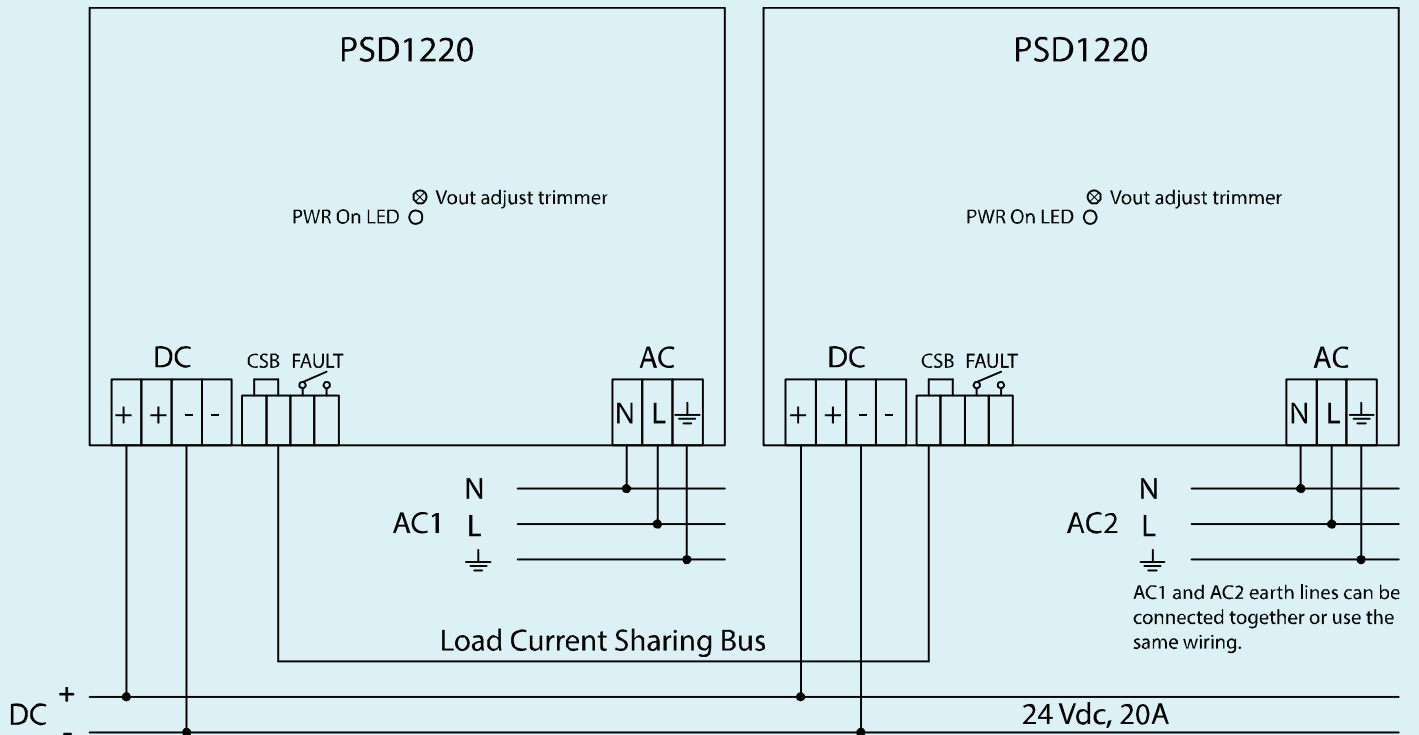 PSD1220
Vout adjust trimmer
PWR On LED
DC
CSB FAULT
AC
+ + - -
N L
N
AC1 L
PSD1220
Vout adjust trimmer
PWR On LED
DC
CSB FAULT
AC
+ + - -
N L
N
AC2 L
AC1 and AC2 earth lines can be
connected together or use the
same wiring.
Load Current Sharing Bus
+
DC
24 Vdc, 20A
-